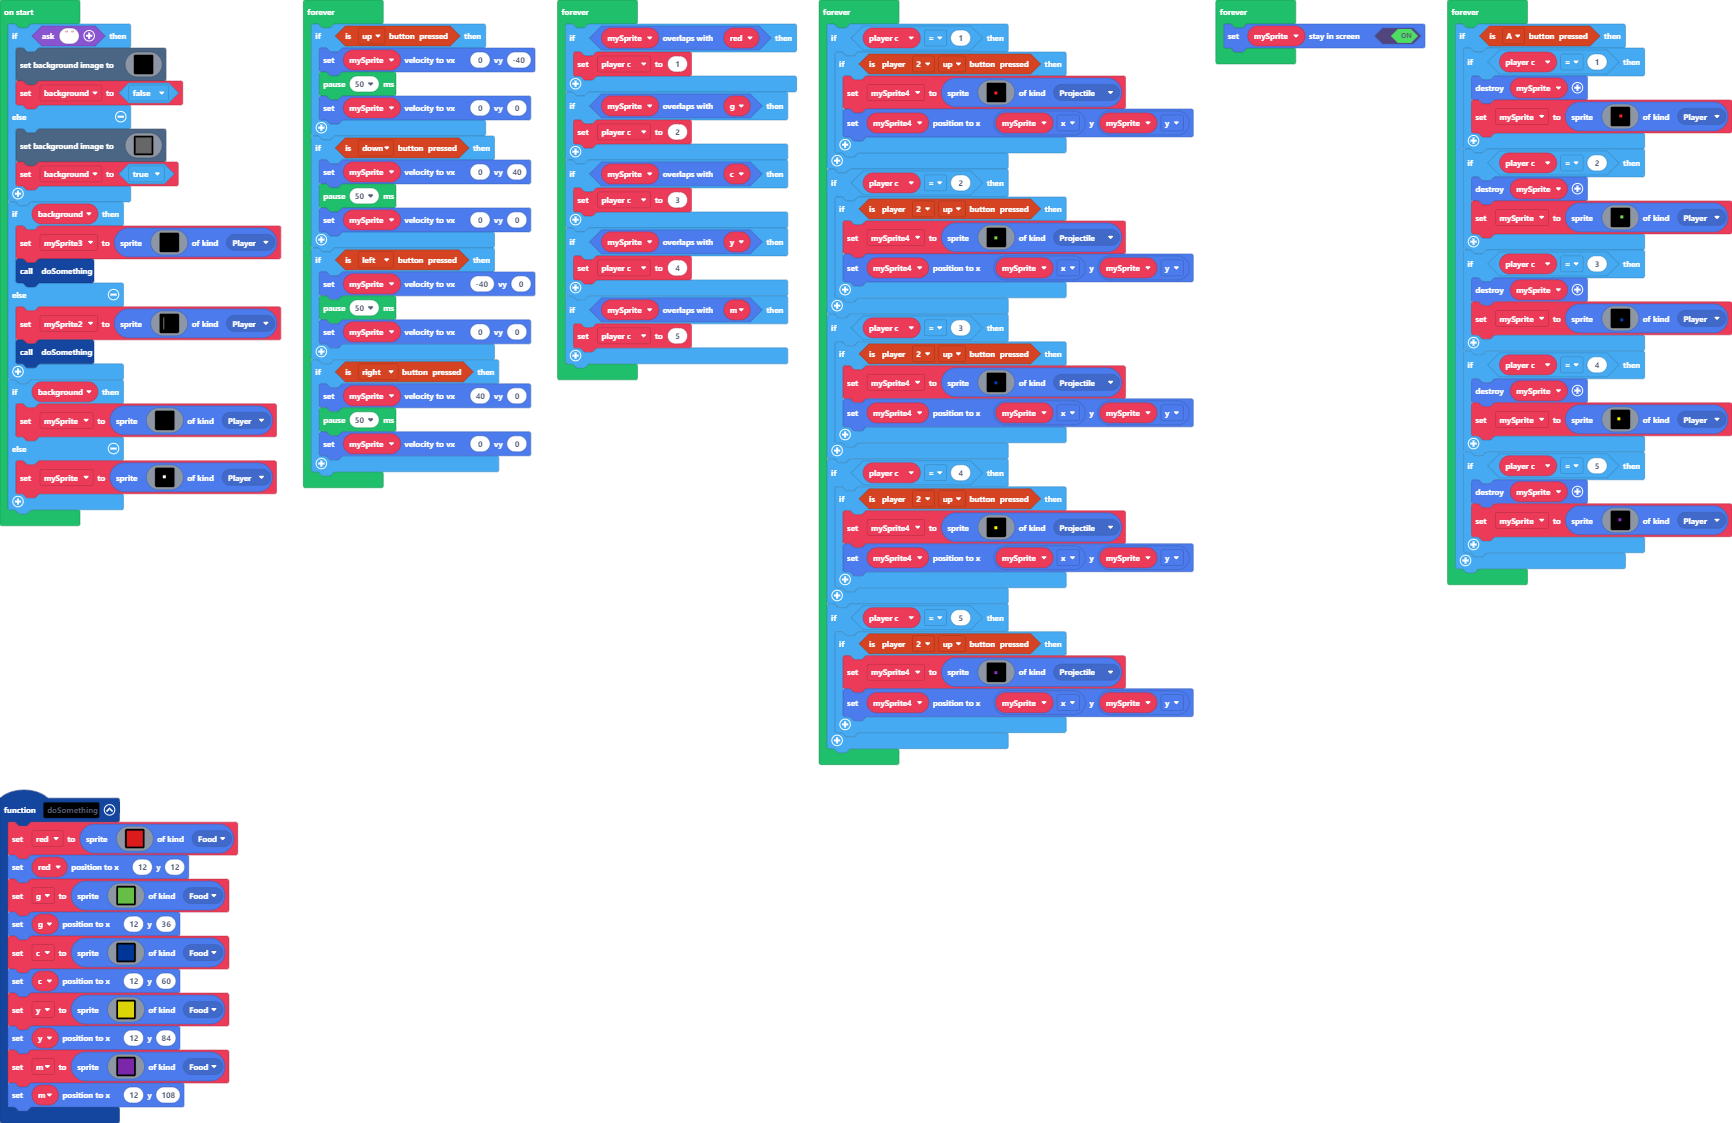 on start
if ask " " then
set background image to
set background to false
else
set background image to
set background to true
if background then
set mySprite3 to sprite of kind Player
call doSomething
else
set mySprite2 to sprite of kind Player
call doSomething
if background then
set mySprite to sprite of kind Player
else
set mySprite to sprite of kind Player
forever
if is up button pressed then
set mySprite velocity to vx 0 vy -40
pause 50 ms
set mySprite velocity to vx 0 vy 0
if is down button pressed then
set mySprite velocity to vx 0 vy 40
pause 50 ms
set mySprite velocity to vx 0 vy 0
if is left button pressed then
set mySprite velocity to vx -40 vy 0
pause 50 ms
set mySprite velocity to vx 0 vy 0
if is right button pressed then
set mySprite velocity to vx 40 vy 0
pause 50 ms
set mySprite velocity to vx 0 vy 0
forever
if mySprite overlaps with red then
set player c to 1
if mySprite overlaps with g then
set player c to 2
if mySprite overlaps with c then
set player c to 3
if mySprite overlaps with y then
set player c to 4
if mySprite overlaps with m then
set player c to 5
forever
if player c = 1 then
if is player 2 up button pressed then
set mySprite4 to sprite of kind Projectile
set mySprite4 position to x mySprite x y mySprite y
if player c = 2 then
if is player 2 up button pressed then
set mySprite4 to sprite of kind Projectile
set mySprite4 position to x mySprite x y mySprite y
if player c = 3 then
if is player 2 up button pressed then
set mySprite4 to sprite of kind Projectile
set mySprite4 position to x mySprite x y mySprite y
if player c = 4 then
if is player 2 up button pressed then
set mySprite4 to sprite of kind Projectile
set mySprite4 position to x mySprite x y mySprite y
if player c = 5 then
if is player 2 up button pressed then
set mySprite4 to sprite of kind Projectile
set mySprite4 position to x mySprite x y mySprite y
forever
set mySprite stay in screen ON
forever
if is A button pressed then
if player c = 1 then
destroy mySprite
set mySprite to sprite of kind Player
if player c = 2 then
destroy mySprite
set mySprite to sprite of kind Player
if player c = 3 then
destroy mySprite
set mySprite to sprite of kind Player
if player c = 4 then
destroy mySprite
set mySprite to sprite of kind Player
if player c = 5 then
destroy mySprite
set mySprite to sprite of kind Player
function doSomething
set red to sprite of kind Food
set red position to x 12 y 12
set g to sprite of kind Food
set g position to x 12 y 36
set c to sprite of kind Food
set c position to x 12 y 60
set y to sprite of kind Food
set y position to x 12 y 84
set m to sprite of kind Food
set m position to x 12 y 108